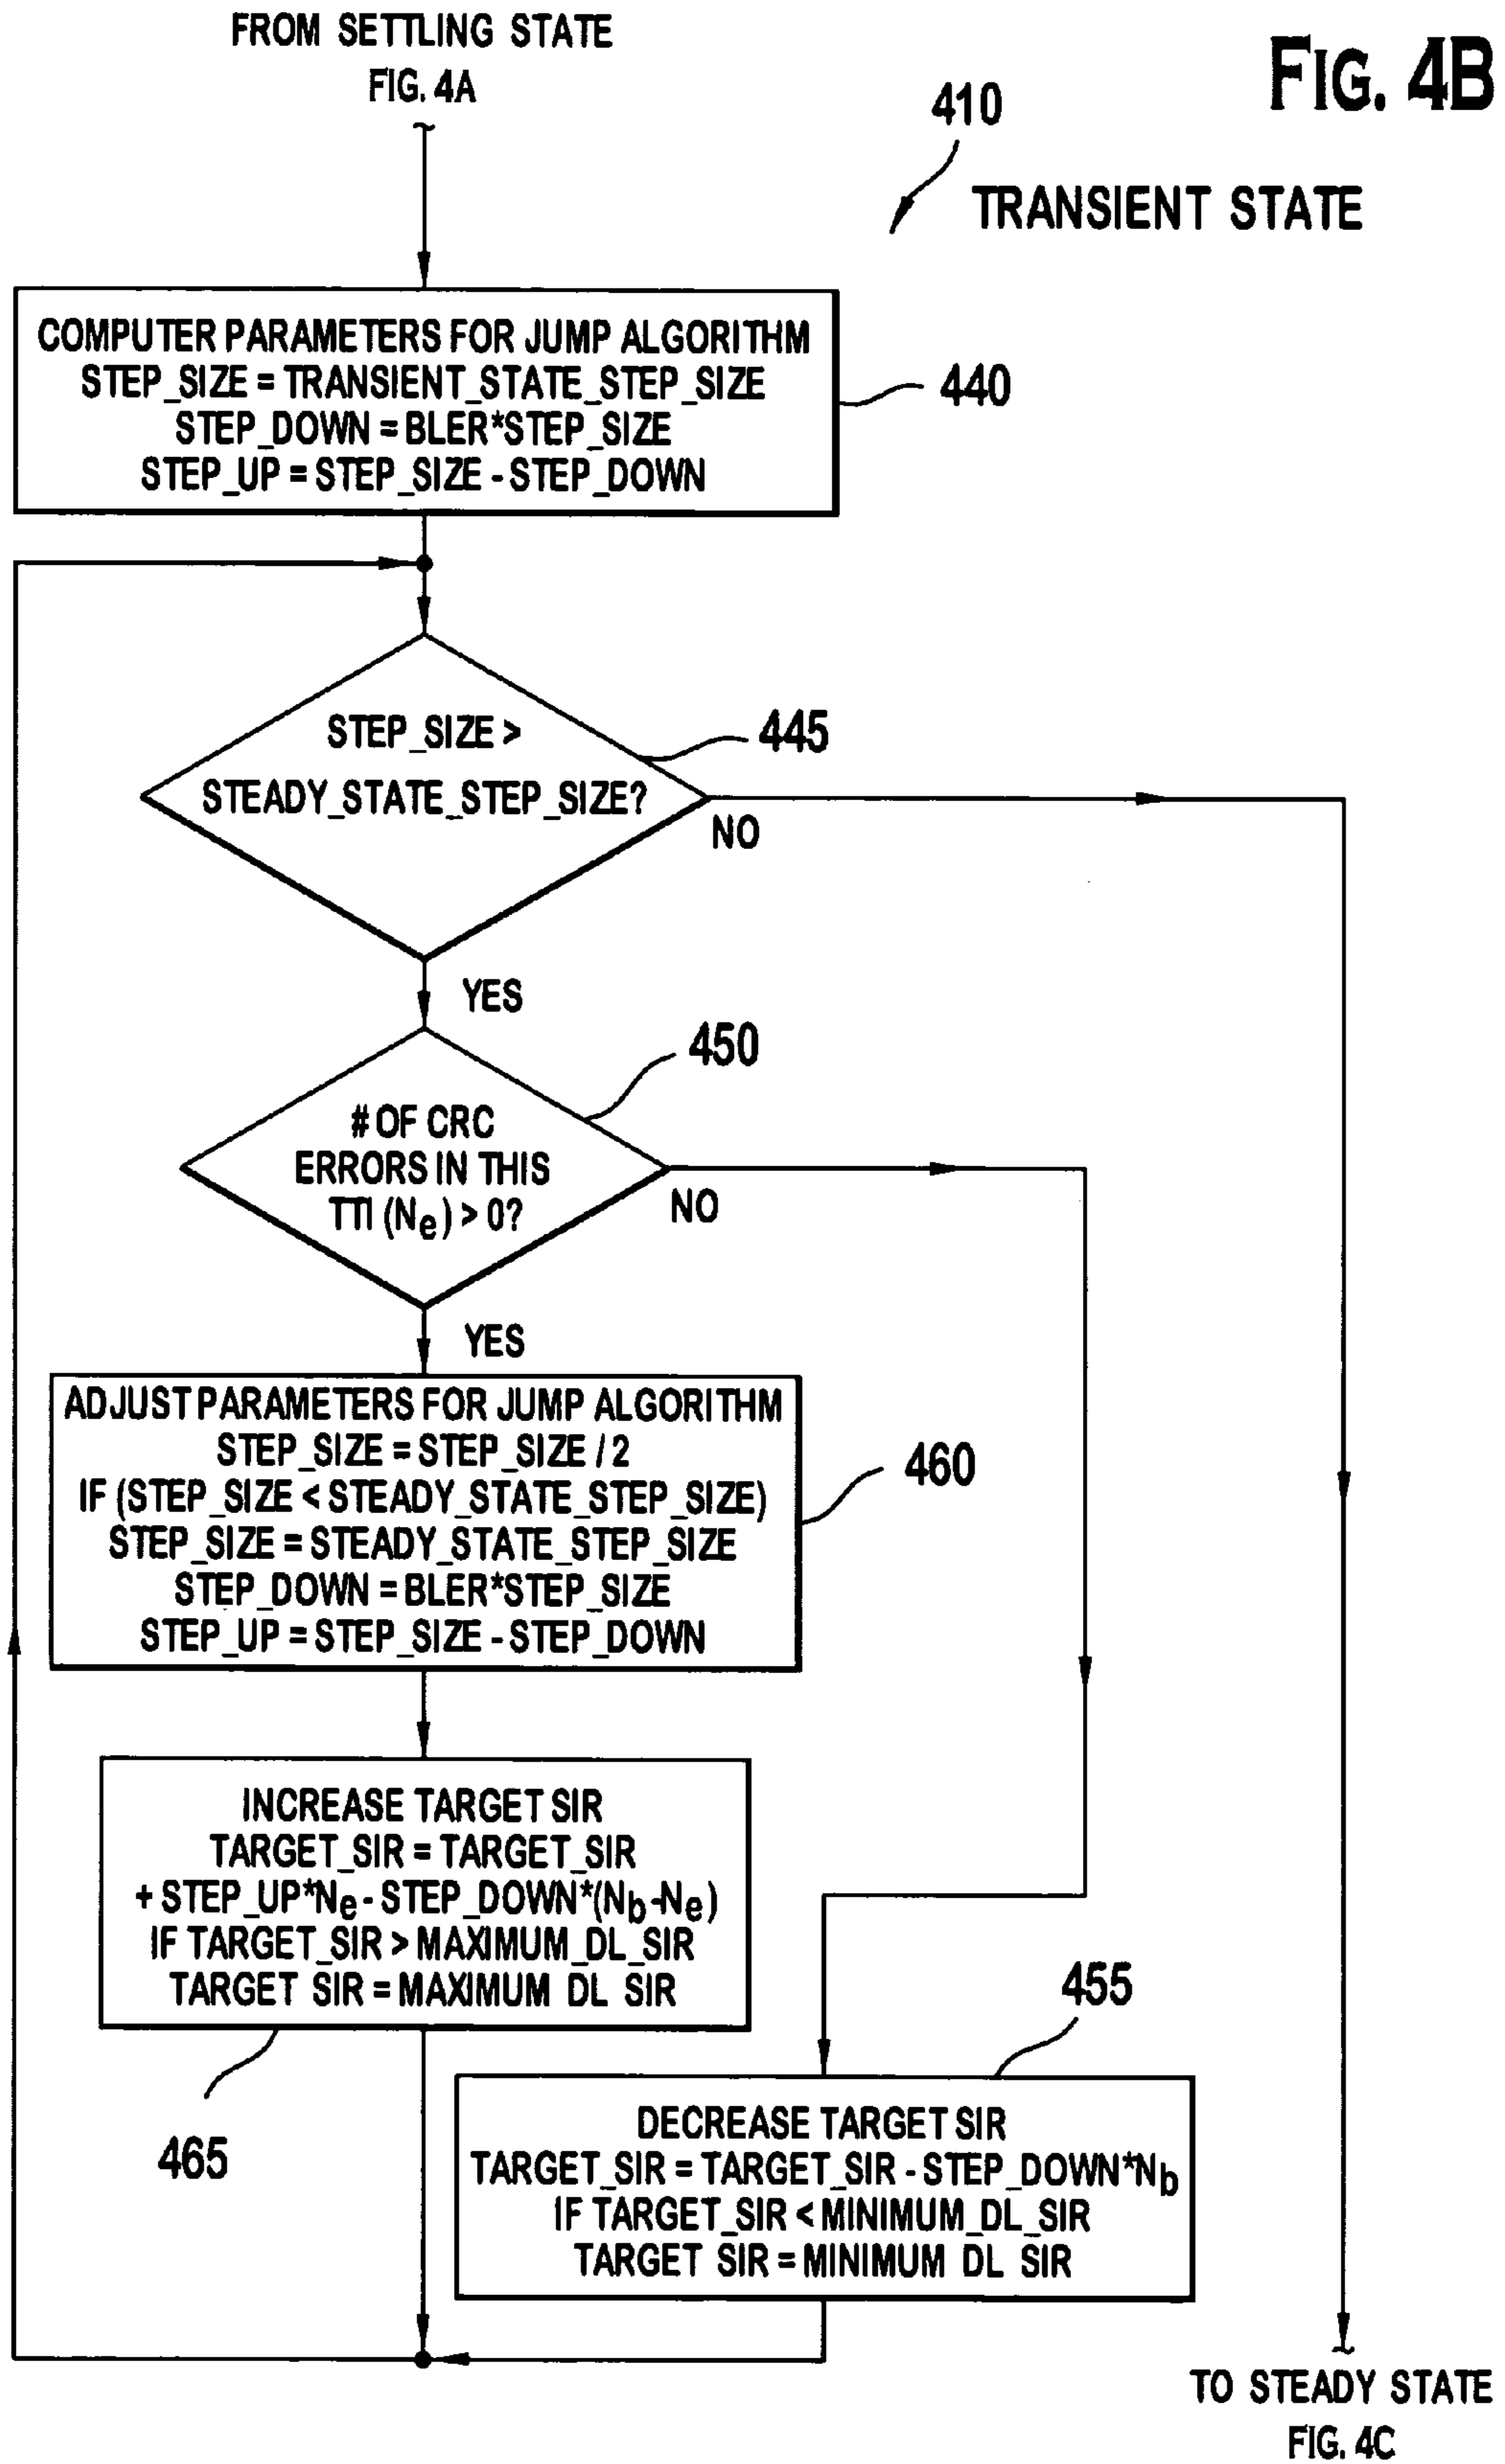 FROM SETTLING STATE
FIG. 4A
FIG. 4B
410
TRANSIENT STATE
COMPUTER PARAMETERS FOR JUMP ALGORITHM
STEP_SIZE = TRANSIENT_STATE_STEP_SIZE
STEP_DOWN = BLER*STEP_SIZE
STEP_UP = STEP_SIZE - STEP_DOWN
440
STEP_SIZE >
STEADY_STATE_STEP_SIZE?
445
NO
YES
450
# OF CRC
ERRORS IN THIS
TTI (Ne) > 0?
NO
YES
ADJUST PARAMETERS FOR JUMP ALGORITHM
STEP_SIZE = STEP_SIZE / 2
IF (STEP_SIZE < STEADY_STATE_STEP_SIZE)
STEP_SIZE = STEADY_STATE_STEP_SIZE
STEP_DOWN = BLER*STEP_SIZE
STEP_UP = STEP_SIZE - STEP_DOWN
460
INCREASE TARGET SIR
TARGET_SIR = TARGET_SIR
+ STEP_UP*Ne - STEP_DOWN*(Nb-Ne)
IF TARGET_SIR > MAXIMUM_DL_SIR
TARGET SIR = MAXIMUM DL SIR
465
455
DECREASE TARGET SIR
TARGET_SIR = TARGET_SIR - STEP_DOWN*Nb
IF TARGET_SIR < MINIMUM_DL_SIR
TARGET SIR = MINIMUM DL SIR
TO STEADY STATE
FIG. 4C